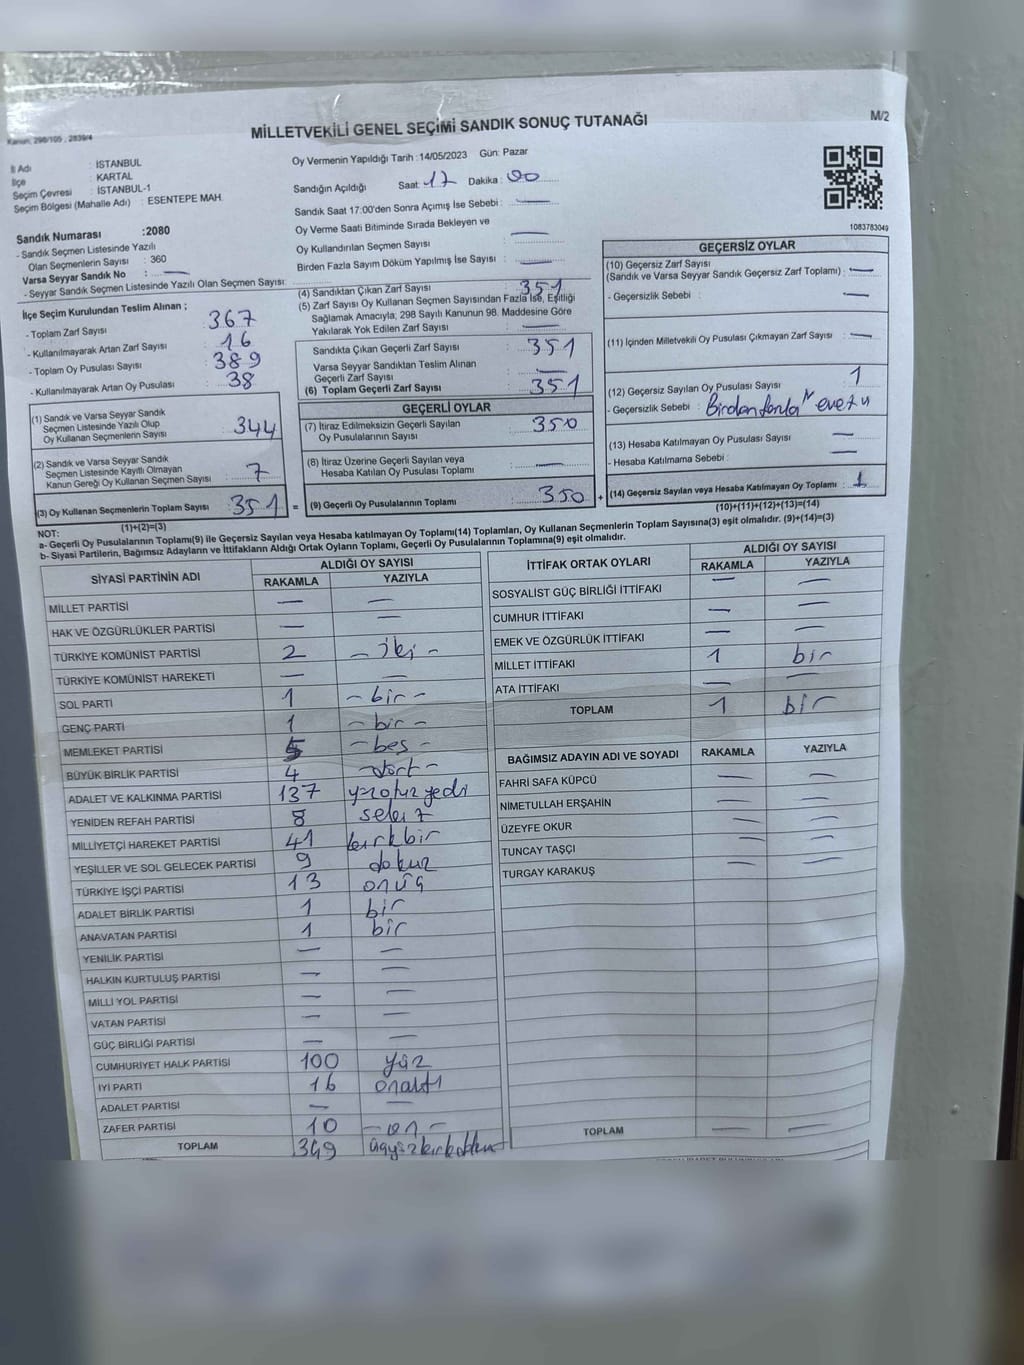 Kanun, 298/105 , 2839/4
MİLLETVEKİLİ GENEL SEÇİMİ SANDIK SONUÇ TUTANAĞI
M/2
İl Adı : İSTANBUL
İlçe : KARTAL
Seçim Çevresi : İSTANBUL-1
Seçim Bölgesi (Mahalle Adı) : ESENTEPE MAH.
Sandık Numarası :2080
- Sandık Seçmen Listesinde Yazılı
Olan Seçmenlerin Sayısı : 360
Varsa Seyyar Sandık No : —
- Seyyar Sandık Seçmen Listesinde Yazılı Olan Seçmen Sayısı:
İlçe Seçim Kurulundan Teslim Alınan ;
- Toplam Zarf Sayısı : 367
- Kullanılmayarak Artan Zarf Sayısı : 16
- Toplam Oy Pusulası Sayısı : 389
- Kullanılmayarak Artan Oy Pusulası : 38
(1) Sandık ve Varsa Seyyar Sandık
Seçmen Listesinde Yazılı Olup
Oy Kullanan Seçmenlerin Sayısı : 344
(2) Sandık ve Varsa Seyyar Sandık
Seçmen Listesinde Kayıtlı Olmayan
Kanun Gereği Oy Kullanan Seçmen Sayısı : 7
(3) Oy Kullanan Seçmenlerin Toplam Sayısı : 351
(1)+(2)=(3)
Oy Vermenin Yapıldığı Tarih : 14/05/2023 Gün: Pazar
Sandığın Açıldığı Saat: 17 Dakika : 00
Sandık Saat 17:00'den Sonra Açımış İse Sebebi : —
Oy Verme Saati Bitiminde Sırada Bekleyen ve
Oy Kullandırılan Seçmen Sayısı : —
Birden Fazla Sayım Döküm Yapılmış İse Sayısı : —
(4) Sandıktan Çıkan Zarf Sayısı : 351
(5) Zarf Sayısı Oy Kullanan Seçmen Sayısından Fazla İse, Eşitliği
Sağlamak Amacıyla; 298 Sayılı Kanunun 98. Maddesine Göre
Yakılarak Yok Edilen Zarf Sayısı : —
Sandıkta Çıkan Geçerli Zarf Sayısı : 351
Varsa Seyyar Sandıktan Teslim Alınan
Geçerli Zarf Sayısı : —
(6) Toplam Geçerli Zarf Sayısı : 351
GEÇERLİ OYLAR
(7) İtiraz Edilmeksizin Geçerli Sayılan
Oy Pusulalarının Sayısı : 350
(8) İtiraz Üzerine Geçerli Sayılan veya
Hesaba Katılan Oy Pusulası Toplamı : —
= (9) Geçerli Oy Pusulalarının Toplamı : 350 +
1083783049
GEÇERSİZ OYLAR
(10) Geçersiz Zarf Sayısı
(Sandık ve Varsa Seyyar Sandık Geçersiz Zarf Toplamı) : —
- Geçersizlik Sebebi : —
(11) İçinden Milletvekili Oy Pusulası Çıkmayan Zarf Sayısı : —
(12) Geçersiz Sayılan Oy Pusulası Sayısı : 1
- Geçersizlik Sebebi : Birden fazla
(13) Hesaba Katılmayan Oy Pusulası Sayısı : —
- Hesaba Katılmama Sebebi : —
(14) Geçersiz Sayılan veya Hesaba Katılmayan Oy Toplamı : 1
(10)+(11)+(12)+(13)=(14)
NOT:
a- Geçerli Oy Pusulalarının Toplamı(9) ile Geçersiz Sayılan veya Hesaba katılmayan Oy Toplamı(14) Toplamları, Oy Kullanan Seçmenlerin Toplam Sayısına(3) eşit olmalıdır. (9)+(14)=(3)
b- Siyasi Partilerin, Bağımsız Adayların ve İttifakların Aldığı Ortak Oyların Toplamı, Geçerli Oy Pusulalarının Toplamına(9) eşit olmalıdır.
SİYASİ PARTİNİN ADI ALDIĞI OY SAYISI
RAKAMLA YAZIYLA
MİLLET PARTİSİ — —
HAK VE ÖZGÜRLÜKLER PARTİSİ — —
TÜRKİYE KOMÜNİST PARTİSİ 2 - iki -
TÜRKİYE KOMÜNİST HAREKETİ — —
SOL PARTİ 1 - bir -
GENÇ PARTİ 1 - bir -
MEMLEKET PARTİSİ 5 - beş -
BÜYÜK BİRLİK PARTİSİ 4 - dört -
ADALET VE KALKINMA PARTİSİ 137 yüzotuzyedi
YENİDEN REFAH PARTİSİ 8 sekiz
MİLLİYETÇİ HAREKET PARTİSİ 41 kırkbir
YEŞİLLER VE SOL GELECEK PARTİSİ 9 dokuz
TÜRKİYE İŞÇİ PARTİSİ 13 onüç
ADALET BİRLİK PARTİSİ 1 bir
ANAVATAN PARTİSİ 1 bir
YENİLİK PARTİSİ — —
HALKIN KURTULUŞ PARTİSİ — —
MİLLİ YOL PARTİSİ — —
VATAN PARTİSİ — —
GÜÇ BİRLİĞİ PARTİSİ — —
CUMHURİYET HALK PARTİSİ 100 yüz
İYİ PARTİ 16 onaltı
ADALET PARTİSİ — —
ZAFER PARTİSİ 10 - on -
TOPLAM 349
İTTİFAK ORTAK OYLARI ALDIĞI OY SAYISI
RAKAMLA YAZIYLA
SOSYALİST GÜÇ BİRLİĞİ İTTİFAKI — —
CUMHUR İTTİFAKI — —
EMEK VE ÖZGÜRLÜK İTTİFAKI — —
MİLLET İTTİFAKI 1 bir
ATA İTTİFAKI — —
TOPLAM 1 bir
BAĞIMSIZ ADAYIN ADI VE SOYADI RAKAMLA YAZIYLA
FAHRİ SAFA KÜPCÜ — —
NİMETULLAH ERŞAHİN — —
ÜZEYFE OKUR — —
TUNCAY TAŞÇI — —
TURGAY KARAKUŞ — —
TOPLAM — —